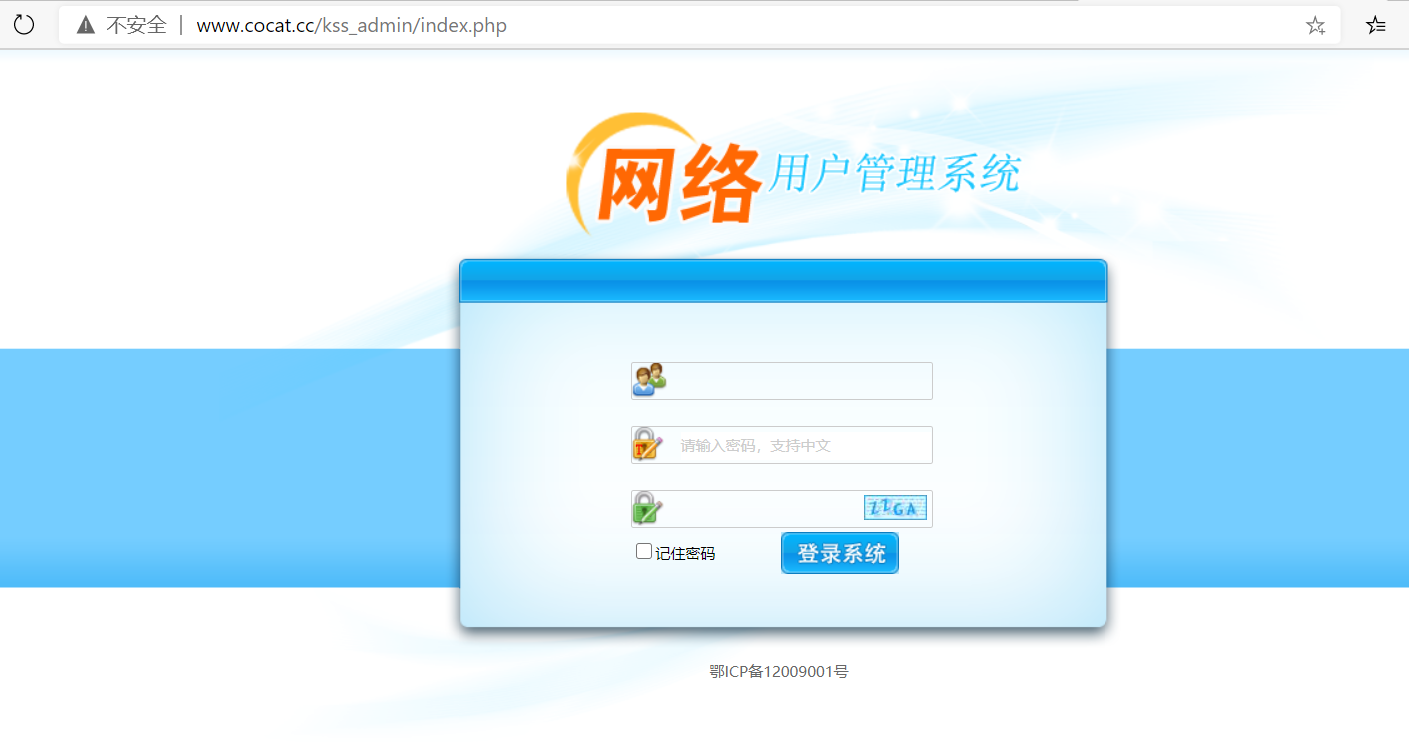 不安全 | www.cocat.cc/kss_admin/index.php
网络用户管理系统
请输入密码，支持中文
ZZGA
记住密码
登录系统
鄂ICP备12009001号